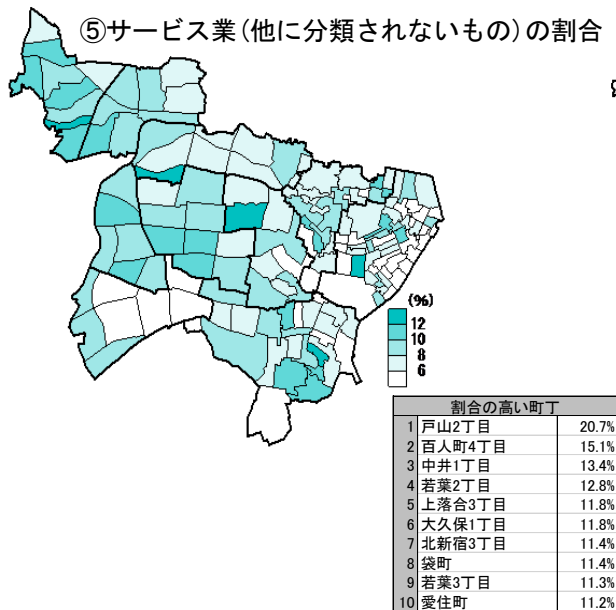 ⑤サービス業(他に分類されないもの)の割合
(%)
12
10
8
6
割合の高い町丁
1 戸山2丁目 20.7%
2 百人町4丁目 15.1%
3 中井1丁目 13.4%
4 若葉2丁目 12.8%
5 上落合3丁目 11.8%
6 大久保1丁目 11.8%
7 北新宿3丁目 11.4%
8 袋町 11.4%
9 若葉3丁目 11.3%
10 愛住町 11.2%